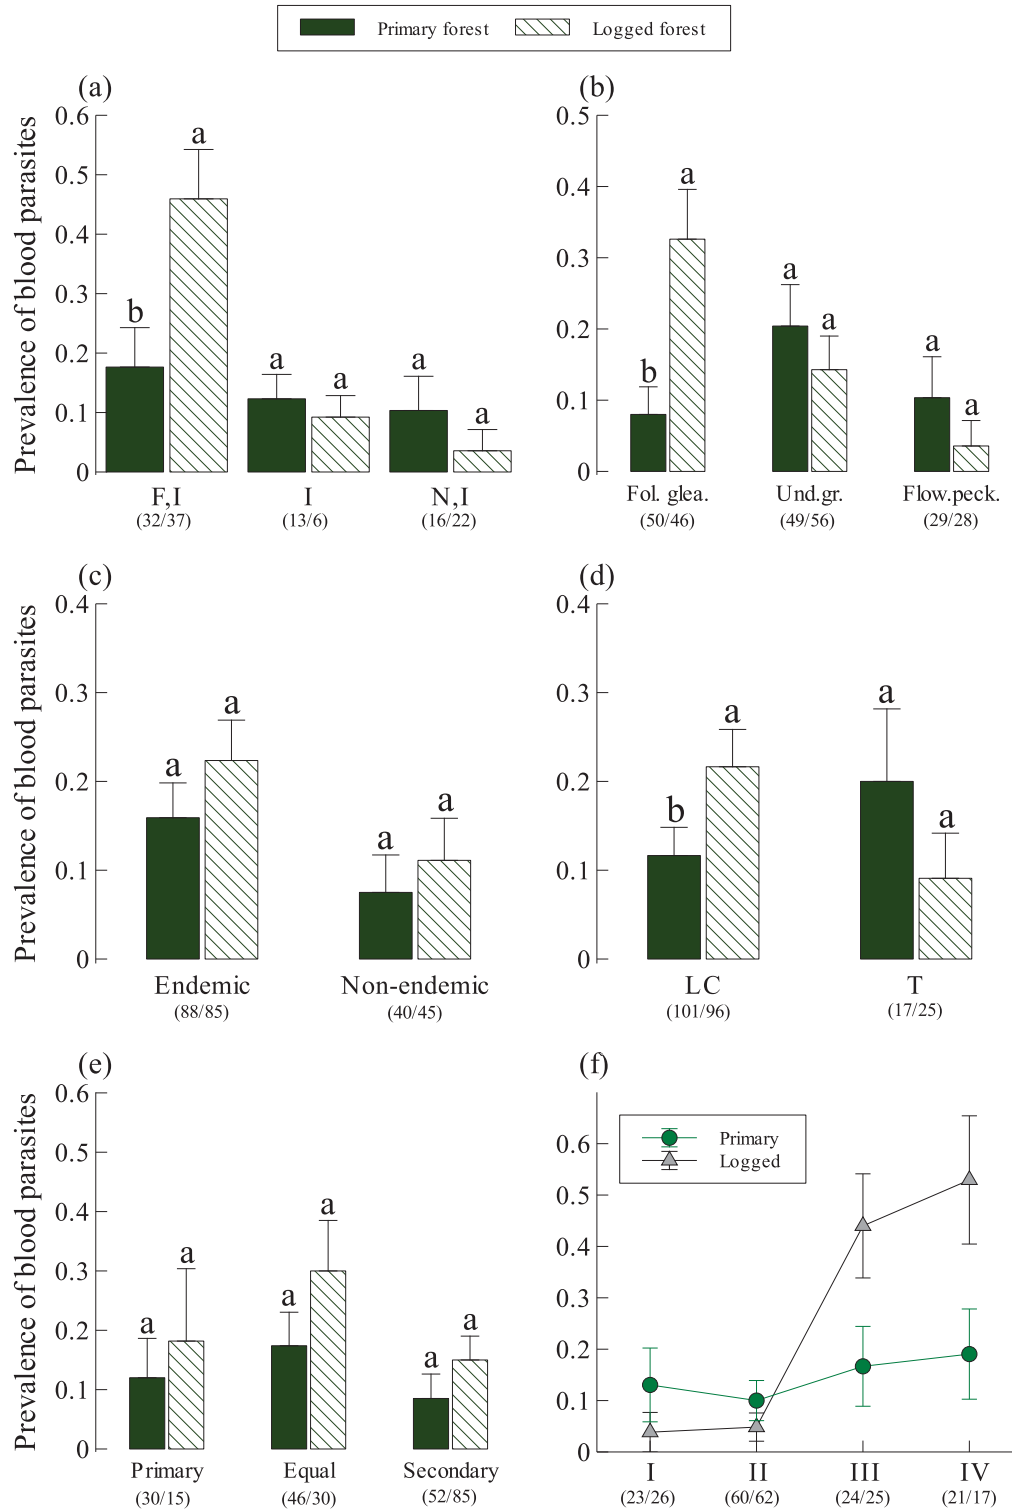 Primary forest Logged forest
(a)
Prevalence of blood parasites
0.6
0.5
0.4
0.3
0.2
0.1
0
b a a a a a
F,I I N,I
(32/37) (13/6) (16/22)
(b)
0.5
0.4
0.3
0.2
0.1
0
b a a a a a
Fol. glea. Und.gr. Flow.peck.
(50/46) (49/56) (29/28)
(c)
Prevalence of blood parasites
0.4
0.3
0.2
0.1
0
a a a a
Endemic Non-endemic
(88/85) (40/45)
(d)
0.4
0.3
0.2
0.1
0
b a a a
LC T
(101/96) (17/25)
(e)
Prevalence of blood parasites
0.6
0.5
0.4
0.3
0.2
0.1
0
a a a a a a
Primary Equal Secondary
(30/15) (46/30) (52/85)
(f)
Primary
Logged
0.6
0.5
0.4
0.3
0.2
0.1
0
I II III IV
(23/26) (60/62) (24/25) (21/17)